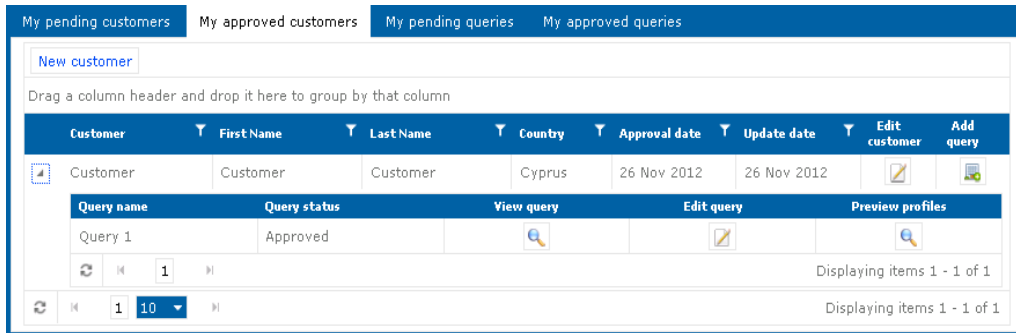 My pending customers My approved customers My pending queries My approved queries
New customer
Drag a column header and drop it here to group by that column
Customer First Name Last Name Country Approval date Update date Edit customer Add query
Customer Customer Customer Cyprus 26 Nov 2012 26 Nov 2012
Query name Query status View query Edit query Preview profiles
Query 1 Approved
1 Displaying items 1 - 1 of 1
1 10 Displaying items 1 - 1 of 1